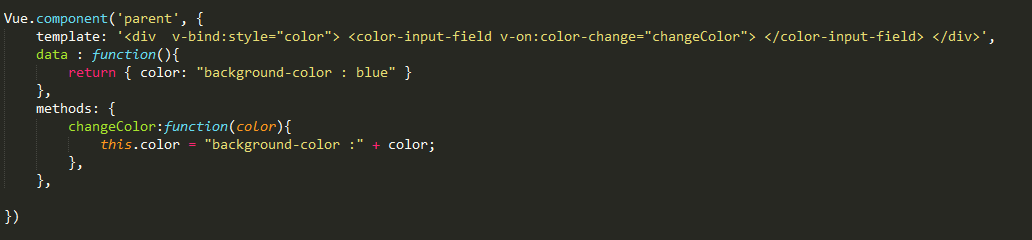 Vue.component('parent', {
    template: '<div  v-bind:style="color"> <color-input-field v-on:color-change="changeColor"> </color-input-field> </div>',
    data : function(){
        return { color: "background-color : blue" }
    },
    methods: {
        changeColor:function(color){
            this.color = "background-color :" + color;
        },
    },

})